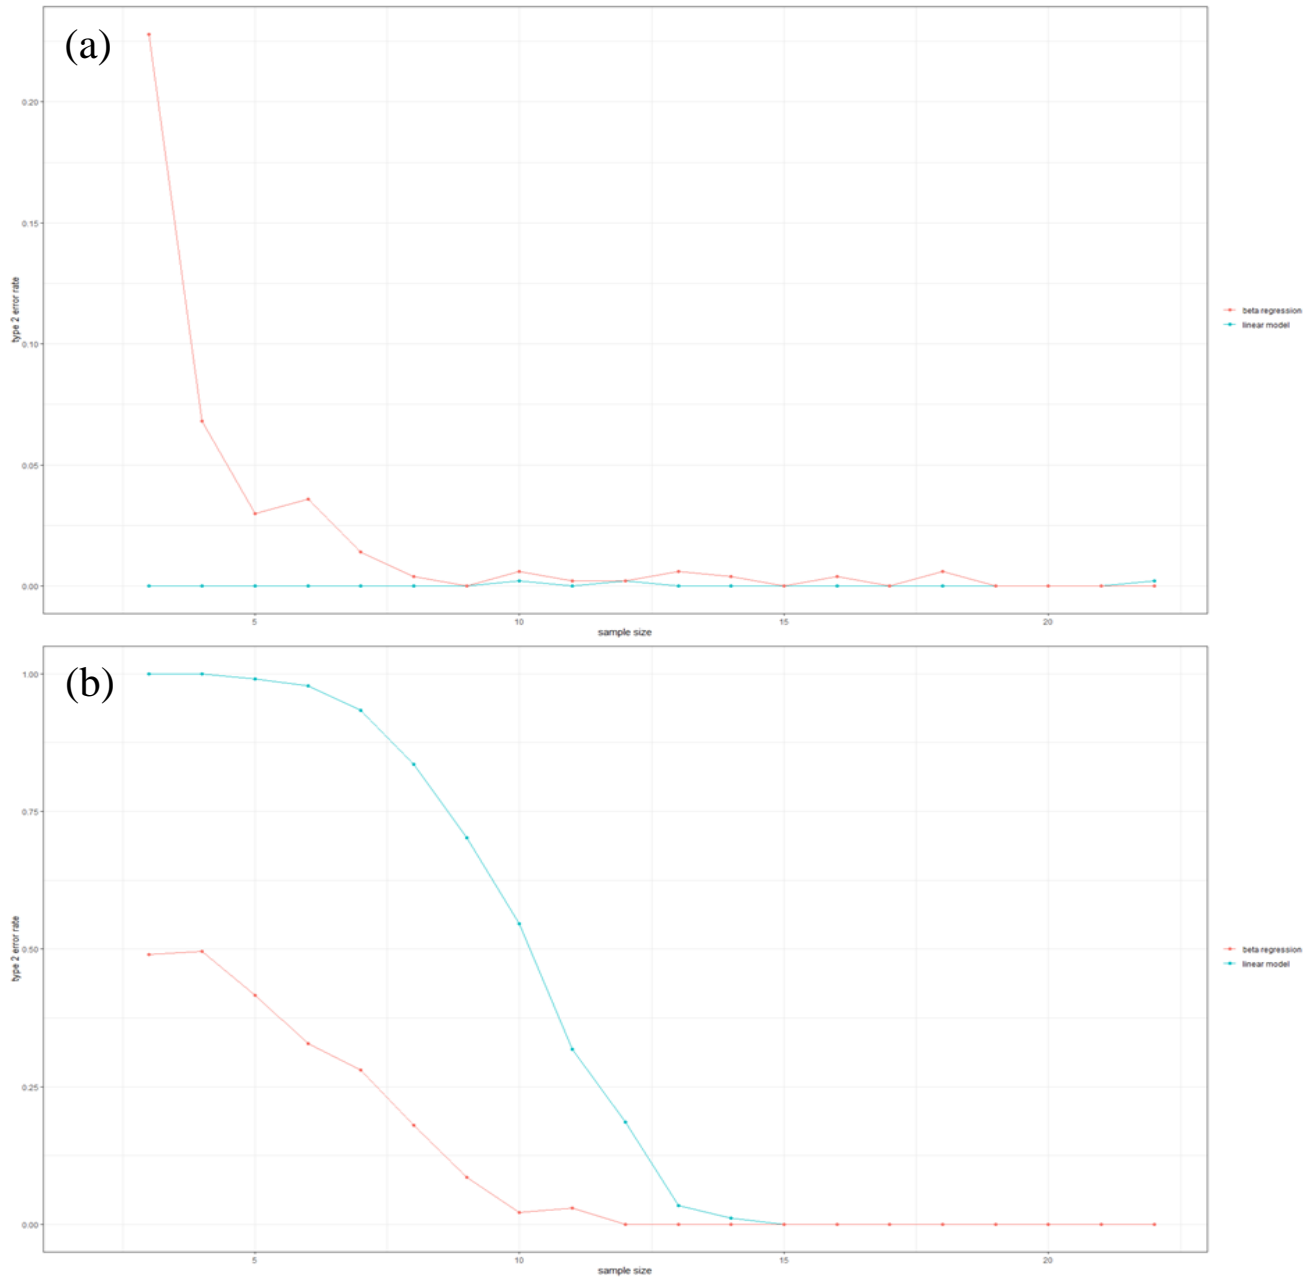 (a)
0.20
0.15
0.10
0.05
0.00
type 2 error rate
5
10
15
20
sample size
beta regression
linear model
(b)
1.00
0.75
0.50
0.25
0.00
type 2 error rate
5
10
15
20
sample size
beta regression
linear model